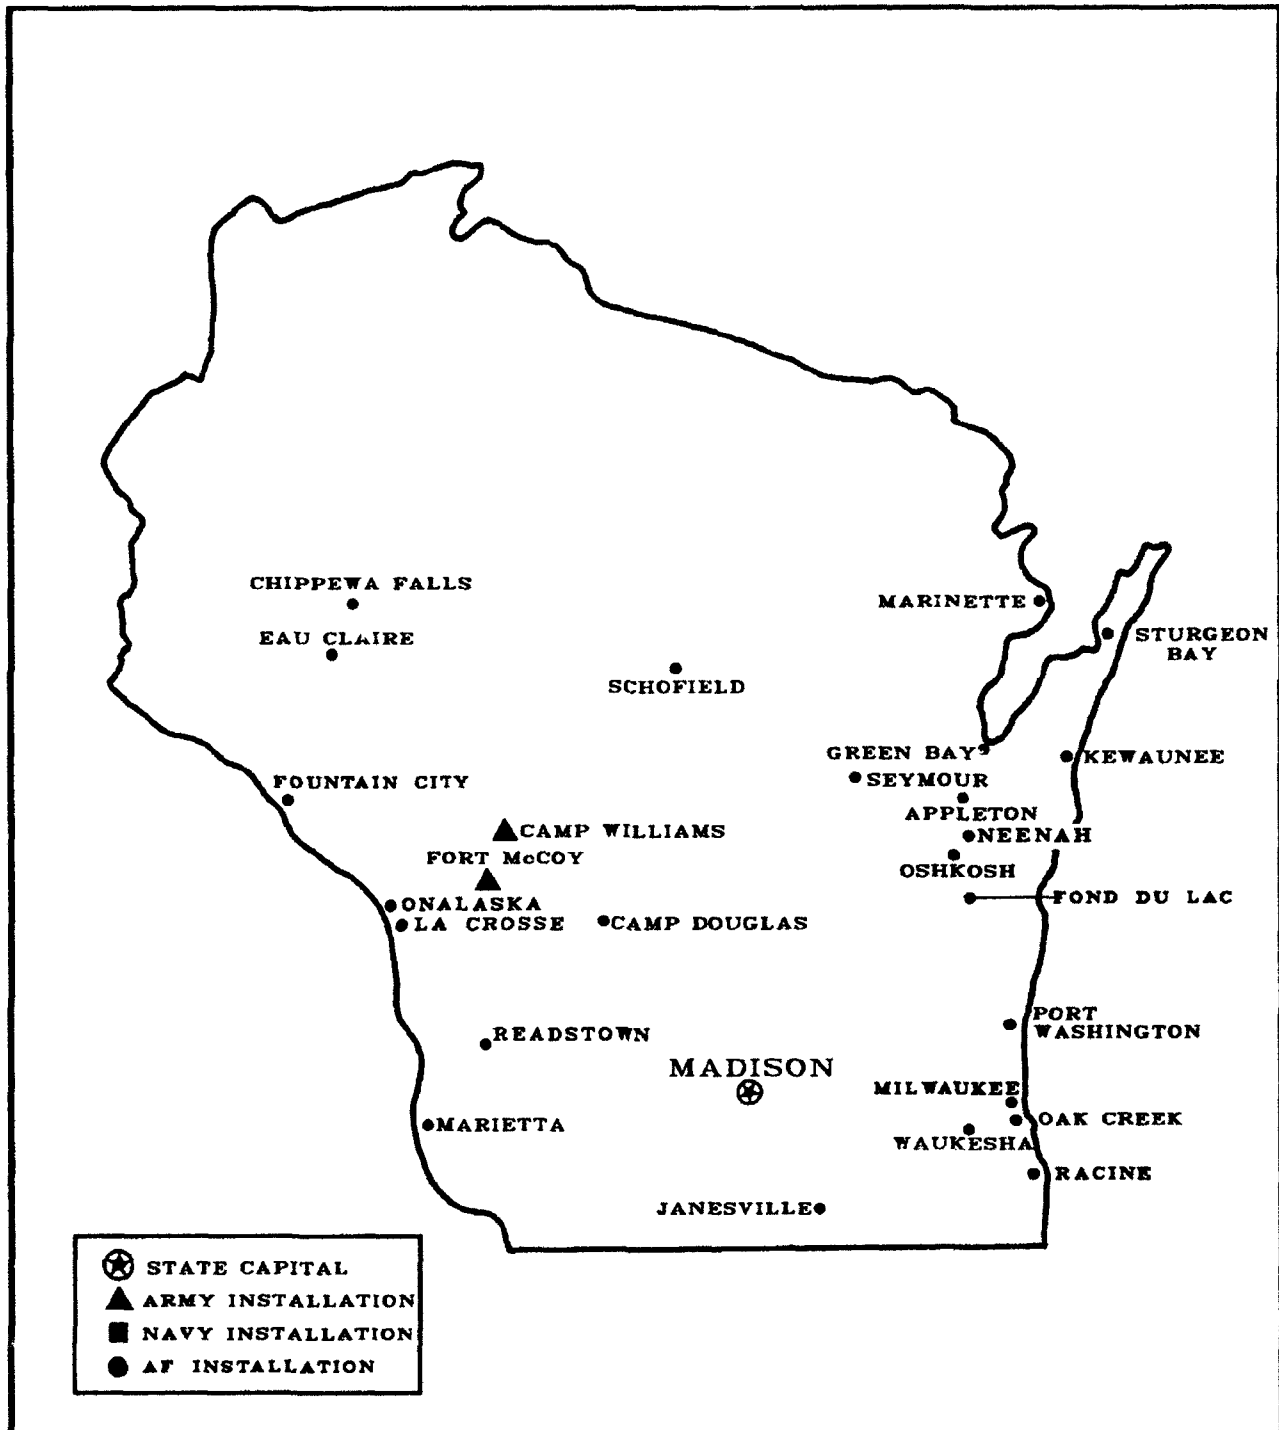 CHIPPEWA FALLS
EAU CLAIRE
MARINETTE
STURGEON
BAY
SCHOFIELD
GREEN BAY
KEWAUNEE
FOUNTAIN CITY
SEYMOUR
APPLETON
CAMP WILLIAMS
NEENAH
FORT McCOY
OSHKOSH
ONALASKA
FOND DU LAC
LA CROSSE
CAMP DOUGLAS
PORT
WASHINGTON
READSTOWN
MADISON
MILWAUKEE
OAK CREEK
MARIETTA
WAUKESHA
RACINE
JANESVILLE
STATE CAPITAL
ARMY INSTALLATION
NAVY INSTALLATION
AF INSTALLATION